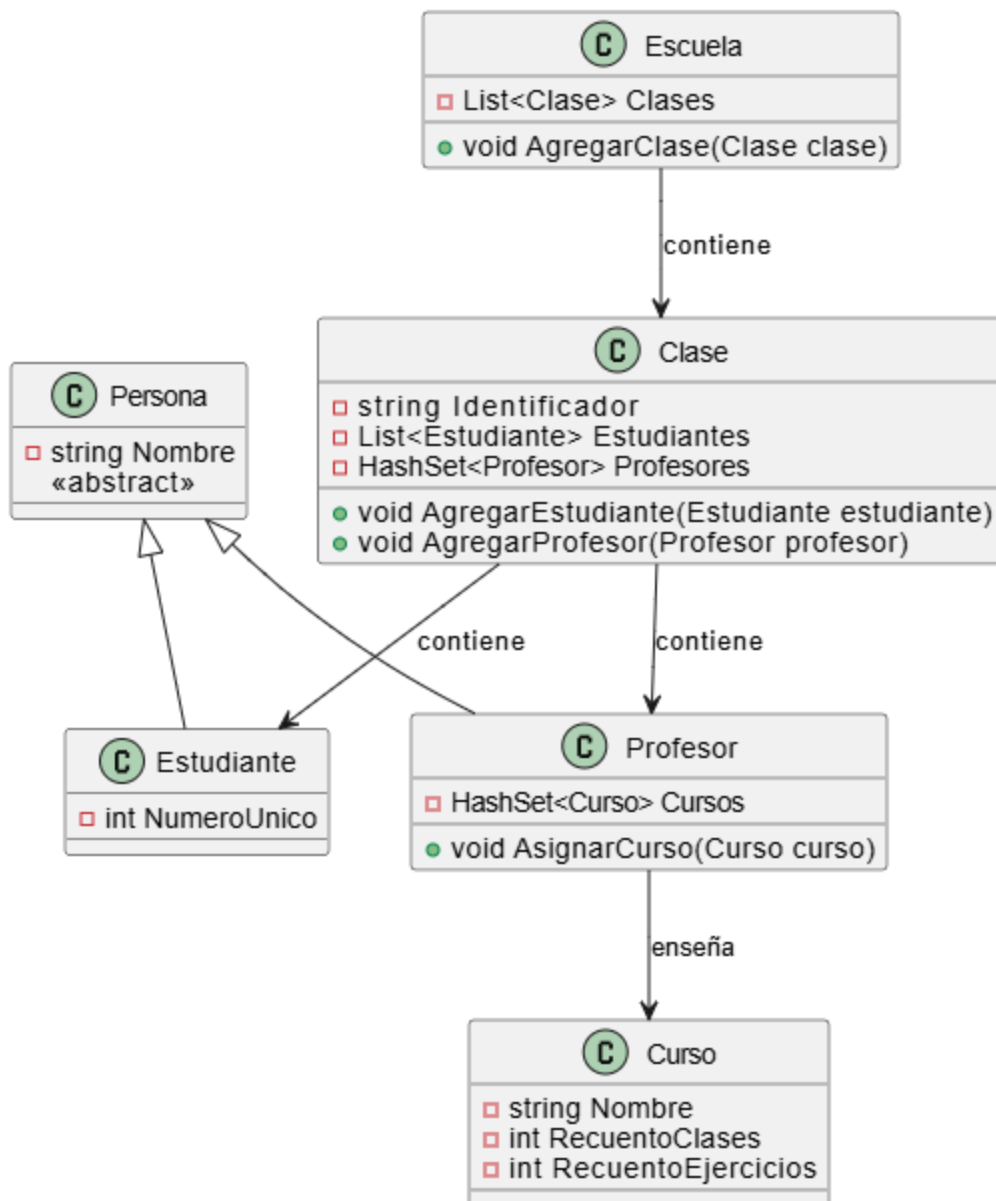 C Escuela
List<Clase> Clases
void AgregarClase(Clase clase)
contiene
C Clase
string Identificador
List<Estudiante> Estudiantes
HashSet<Profesor> Profesores
void AgregarEstudiante(Estudiante estudiante)
void AgregarProfesor(Profesor profesor)
C Persona
string Nombre
«abstract»
contiene
contiene
C Estudiante
int NumeroUnico
C Profesor
HashSet<Curso> Cursos
void AsignarCurso(Curso curso)
enseña
C Curso
string Nombre
int RecuentoClases
int RecuentoEjercicios